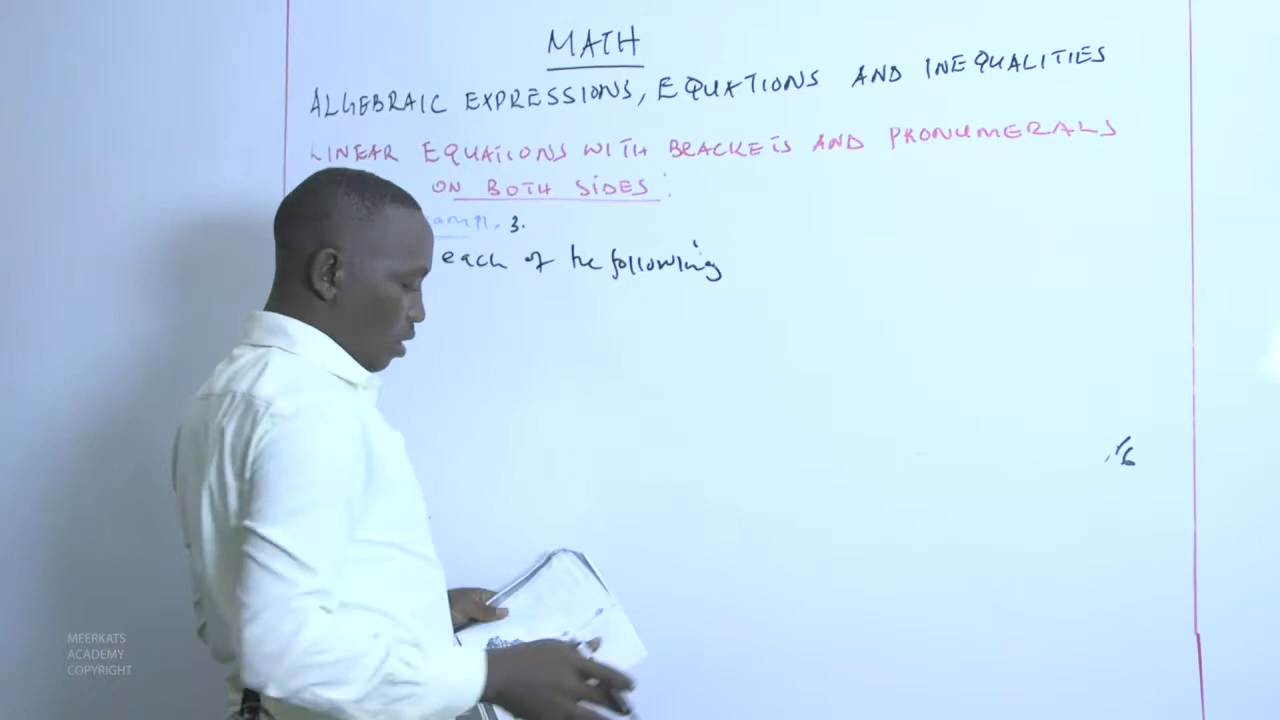 MATH
ALGEBRAIC EXPRESSIONS, EQUATIONS AND INEQUALITIES
LINEAR EQUATIONS WITH BRACKETS AND PRONUMERALS
ON BOTH SIDES:
3.
each of the following
MEERKATS
ACADEMY
COPYRIGHT